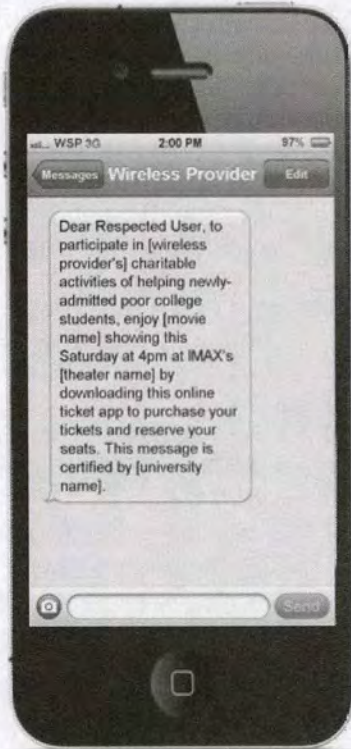 WSP 3G 2:00 PM 97%
Messages Wireless Provider Edit
Dear Respected User, to
participate in [wireless
provider's] charitable
activities of helping newly-
admitted poor college
students, enjoy [movie
name] showing this
Saturday at 4pm at IMAX's
[theater name] by
downloading this online
ticket app to purchase your
tickets and reserve your
seats. This message is
certified by [university
name].
Send